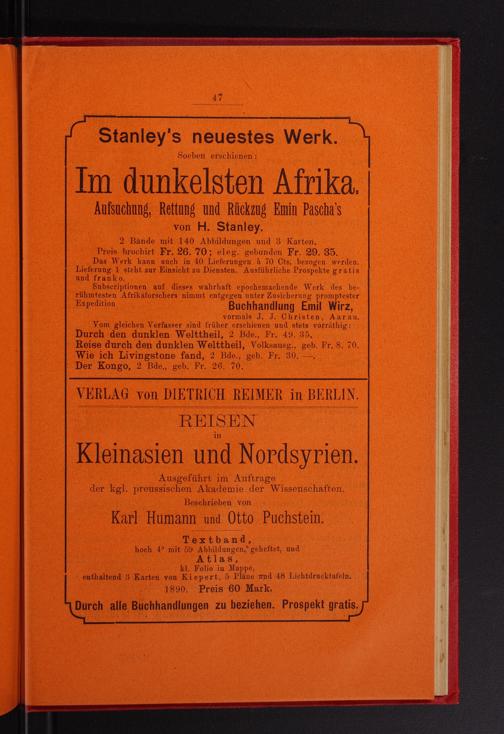 47
Stanley's neuestes Werk.
Soeben erschienen:
Im dunkelsten Afrika.
Aufsuchung, Rettung und Rückzug Emin Pascha's
von H. Stanley.
2 Bände mit 140 Abbildungen und 3 Karten.
Preis brochirt Fr. 26. 70; eleg. gebunden Fr. 29. 35.
Das Werk kann auch in 40 Lieferungen à 70 Cts. bezogen werden.
Lieferung 1 steht zur Einsicht zu Diensten. Ausführliche Prospekte gratis
und franko.
Subscriptionen auf dieses wahrhaft epochemachende Werk des be-
rühmtesten Afrikaforschers nimmt entgegen unter Zusicherung promptester
Expedition
Buchhandlung Emil Wirz,
vormals J. J. Christen, Aarau.
Vom gleichen Verfasser sind früher erschienen und stets vorräthig:
Durch den dunklen Welttheil, 2 Bde., Fr. 49. 35.
Reise durch den dunklen Welttheil, Volksausg., geb. Fr. 8. 70.
Wie ich Livingstone fand, 2 Bde., geb. Fr. 30. —.
Der Kongo, 2 Bde., geb. Fr. 26. 70.
VERLAG von DIETRICH REIMER in BERLIN.
REISEN
in
Kleinasien und Nordsyrien.
Ausgeführt im Auftrage
der kgl. preussischen Akademie der Wissenschaften.
Beschrieben von
Karl Humann und Otto Puchstein.
Textband,
hoch 4° mit 59 Abbildungen, geheftet, und
Atlas,
kl. Folio in Mappe,
enthaltend 3 Karten von Kiepert, 5 Pläne und 48 Lichtdrucktafeln.
1890. Preis 60 Mark.
Durch alle Buchhandlungen zu beziehen. Prospekt gratis.